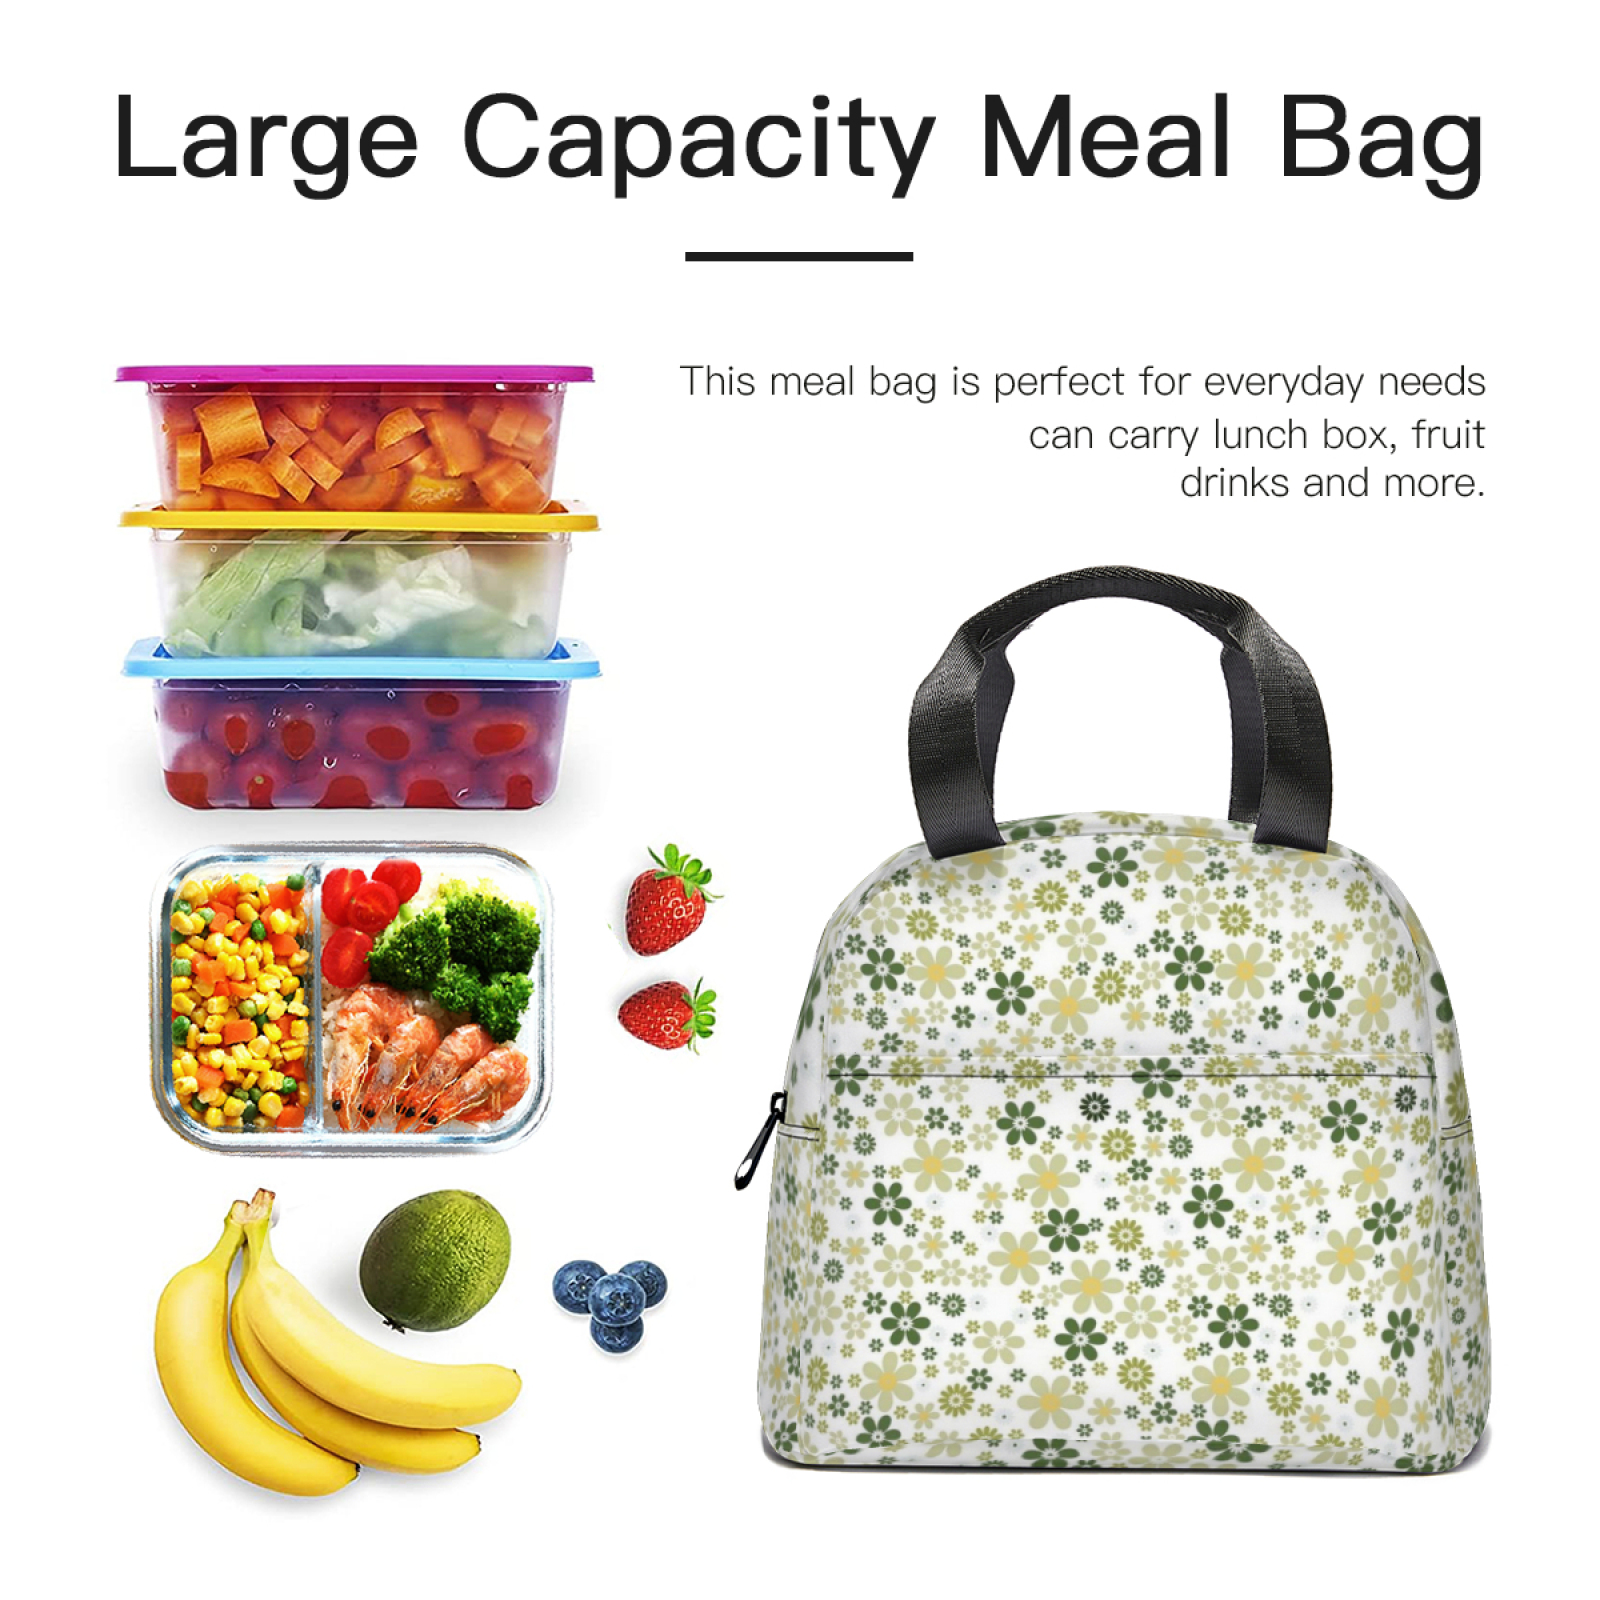 Large Capacity Meal Bag
This meal bag is perfect for everyday needs
can carry lunch box, fruit
drinks and more.